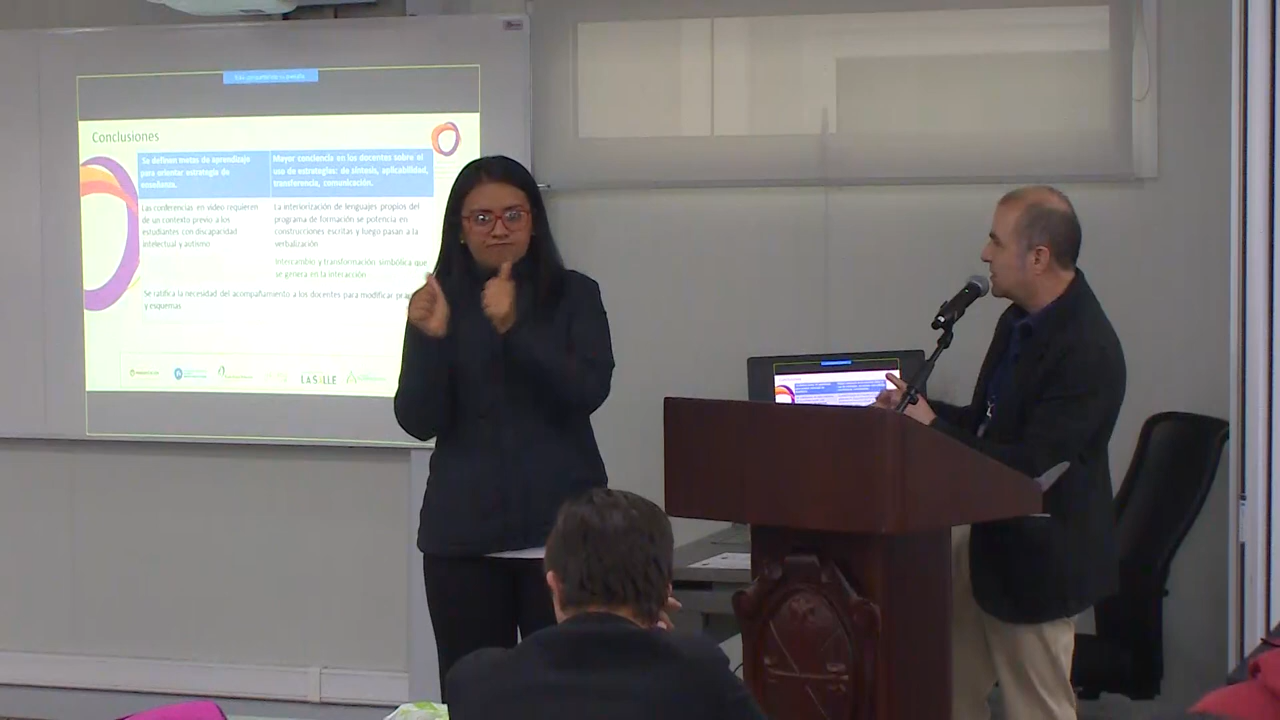 Conclusiones
Se definen metas de aprendizaje
para orientar estrategia de
enseñanza.
Mayor conciencia en los docentes sobre el
uso de estrategias: de síntesis, aplicabilidad,
transferencia, comunicación.
Las conferencias en video requieren
de un contexto previo a los
estudiantes con discapacidad
intelectual y autismo
La interiorización de lenguajes propios del
programa de formación se potencia en
construcciones escritas y luego pasan a la
verbalización
Intercambio y transformación simbólica que
se genera en la interacción
Se ratifica la necesidad del acompañamiento a los docentes para modificar
y esquemas
LA SALLE